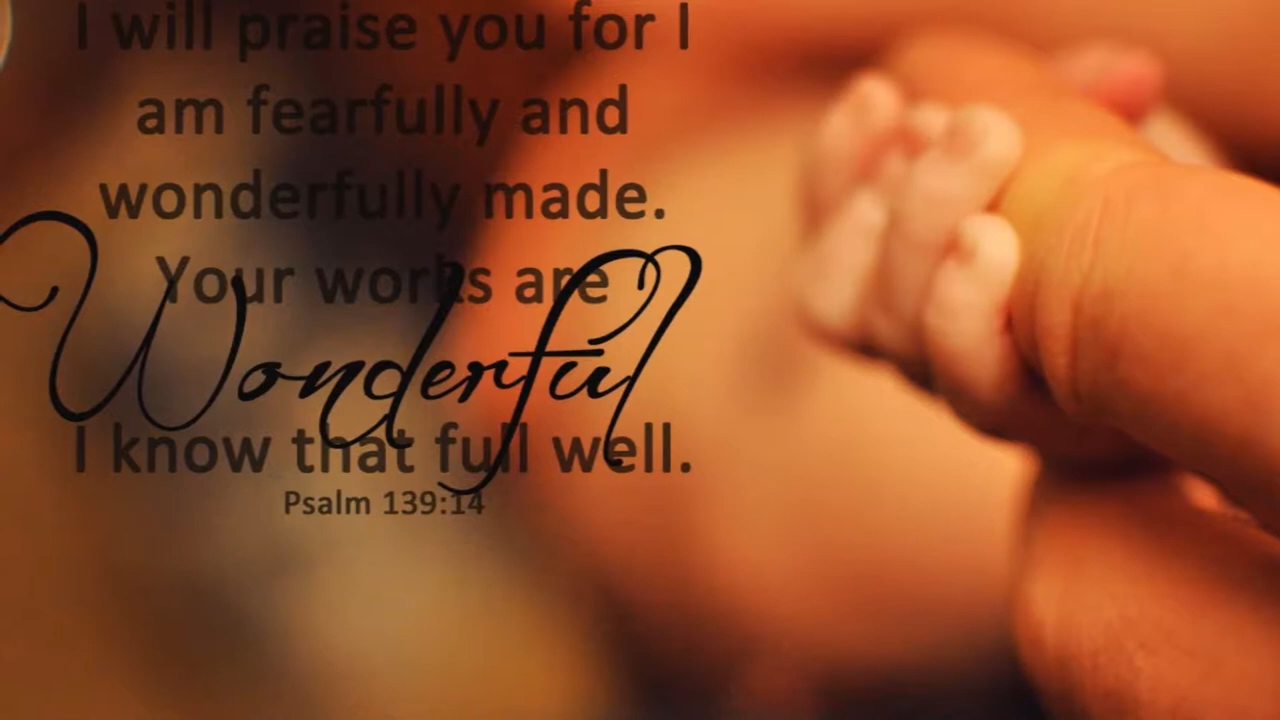 I will praise you for I
am fearfully and
wonderfully made.
Your works are
Wonderful
I know that full well.
Psalm 139:14